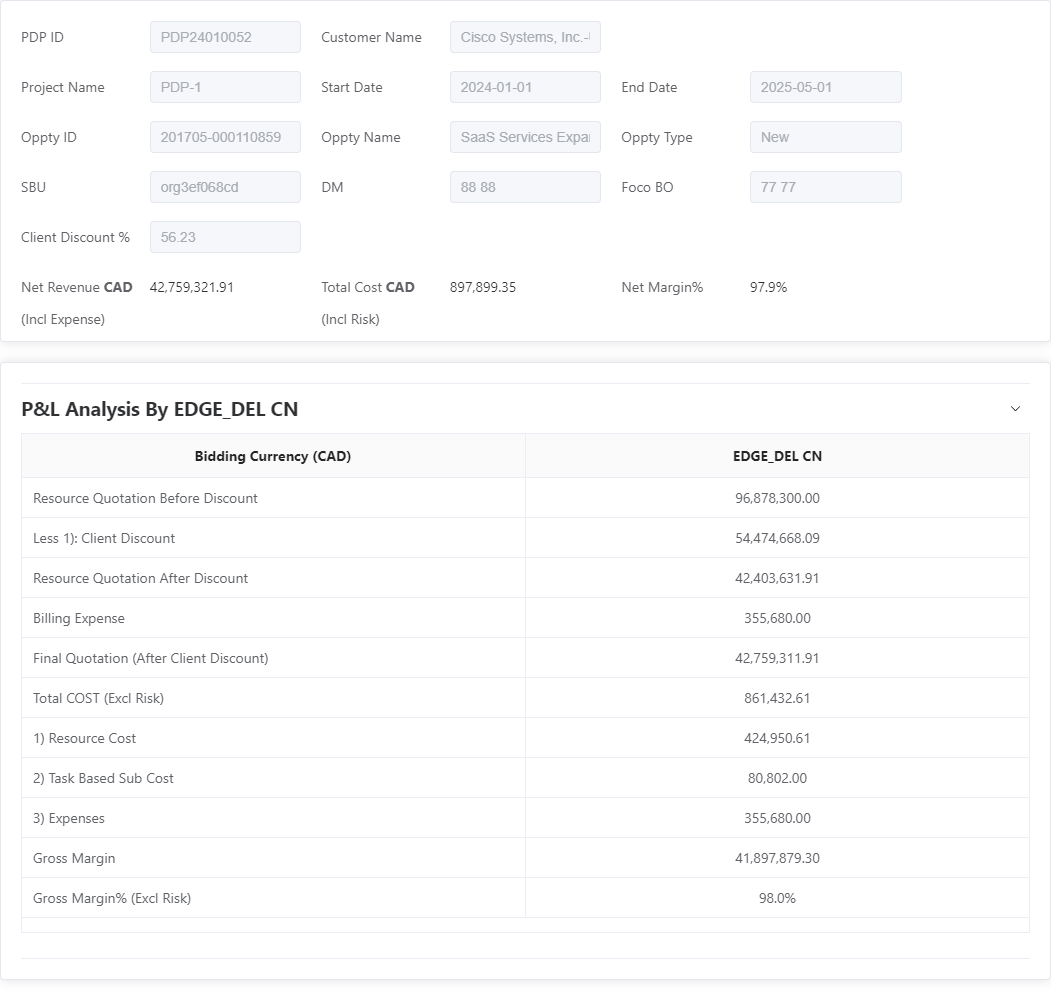 PDP ID PDP24010052 Customer Name Cisco Systems, Inc.-
Project Name PDP-1 Start Date 2024-01-01 End Date 2025-05-01
Oppty ID 201705-000110859 Oppty Name SaaS Services Expa Oppty Type New
SBU org3ef068cd DM 88 88 Foco BO 77 77
Client Discount % 56.23
Net Revenue CAD 42,759,321.91 Total Cost CAD 897,899.35 Net Margin% 97.9%
(Incl Expense) (Incl Risk)
P&L Analysis By EDGE_DEL CN
Bidding Currency (CAD) EDGE_DEL CN
Resource Quotation Before Discount 96,878,300.00
Less 1): Client Discount 54,474,668.09
Resource Quotation After Discount 42,403,631.91
Billing Expense 355,680.00
Final Quotation (After Client Discount) 42,759,311.91
Total COST (Excl Risk) 861,432.61
1) Resource Cost 424,950.61
2) Task Based Sub Cost 80,802.00
3) Expenses 355,680.00
Gross Margin 41,897,879.30
Gross Margin% (Excl Risk) 98.0%